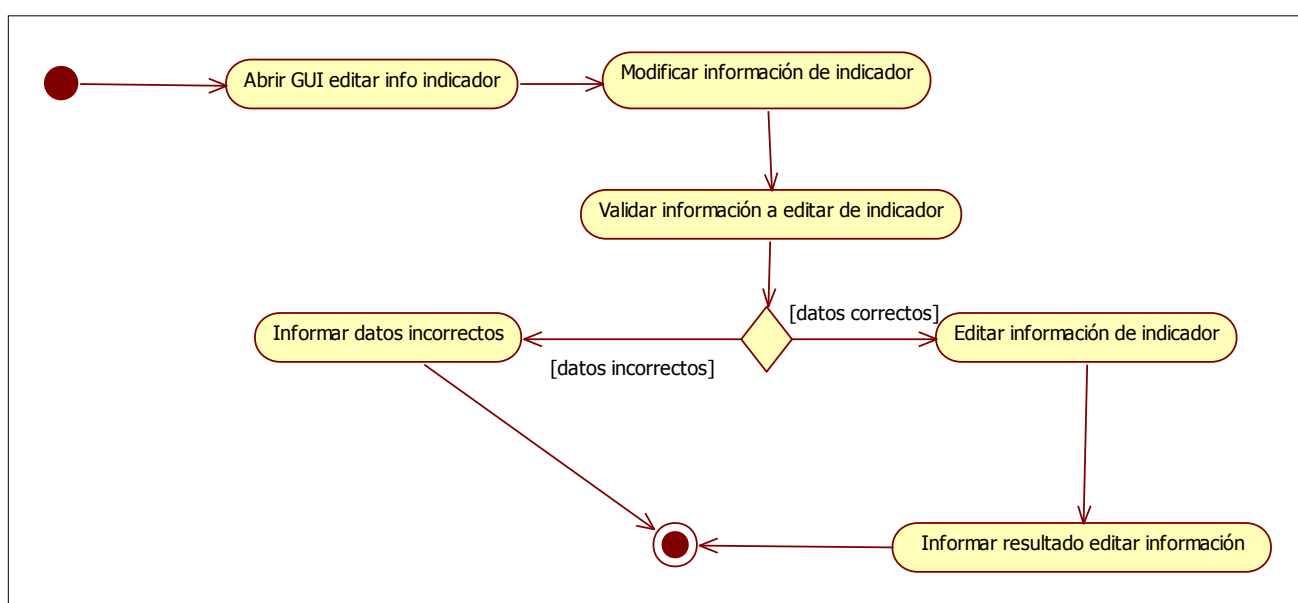 Abrir GUI editar info indicador
Modificar información de indicador
Validar información a editar de indicador
[datos correctos]
Informar datos incorrectos
Editar información de indicador
[datos incorrectos]
Informar resultado editar información